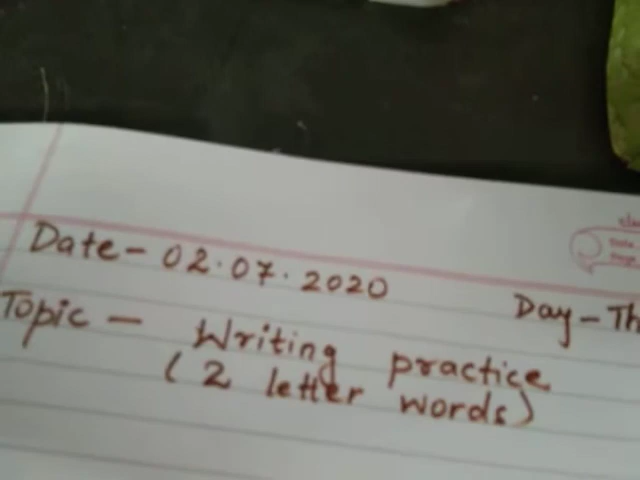 Date- 02.07.2020
Day-Th
Topic - Writing practice
(2 letter words)